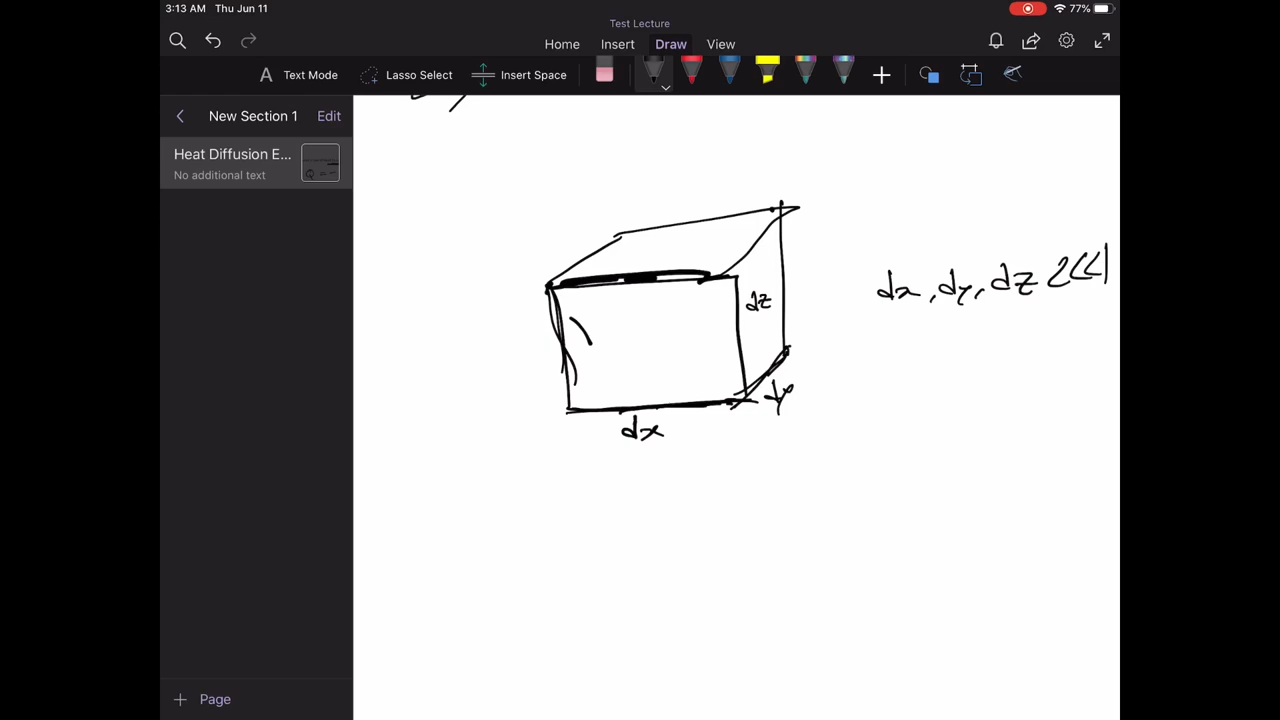 3:13 AM Thu Jun 11
77%
Test Lecture
Home Insert Draw View
Text Mode Lasso Select Insert Space
New Section 1 Edit
Heat Diffusion E...
No additional text
dz
dx, dy, dz <<<1
dy
dx
Page